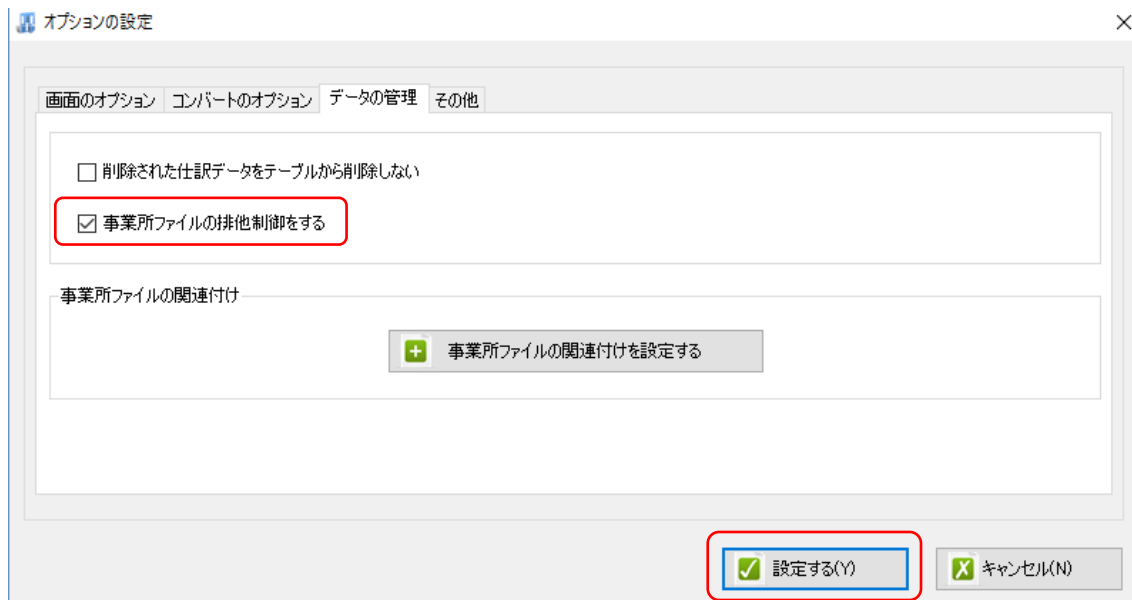 オプションの設定
画面のオプション コンバートのオプション データの管理 その他
削除された仕訳データをテーブルから削除しない
事業所ファイルの排他制御をする
事業所ファイルの関連付け
事業所ファイルの関連付けを設定する
設定する(Y) キャンセル(N)